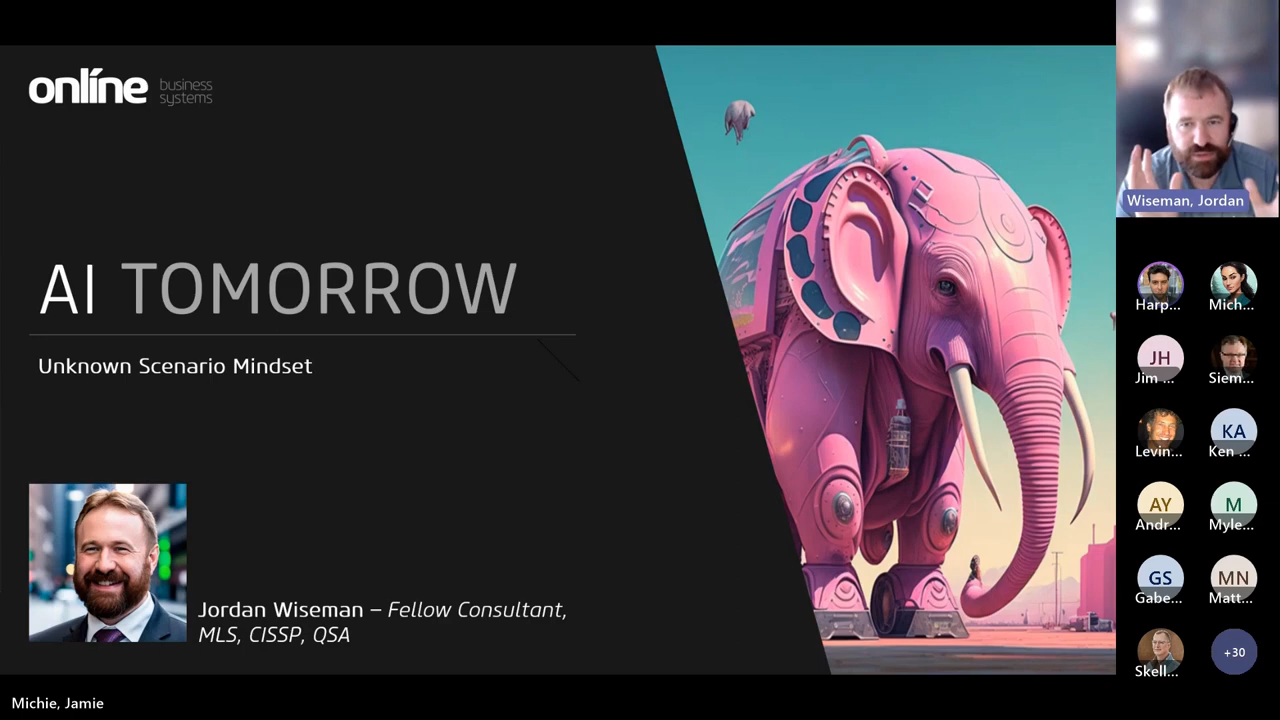 onlíne business
systems
AI TOMORROW
Unknown Scenario Mindset
Jordan Wiseman – Fellow Consultant,
MLS, CISSP, QSA
Wiseman, Jordan
Harp...
Mich...
JH
Jim ...
Siem...
Levin...
KA
Ken ...
AY
Andr...
M
Myle...
GS
Gabe...
MN
Matt...
Skell...
+30
Michie, Jamie